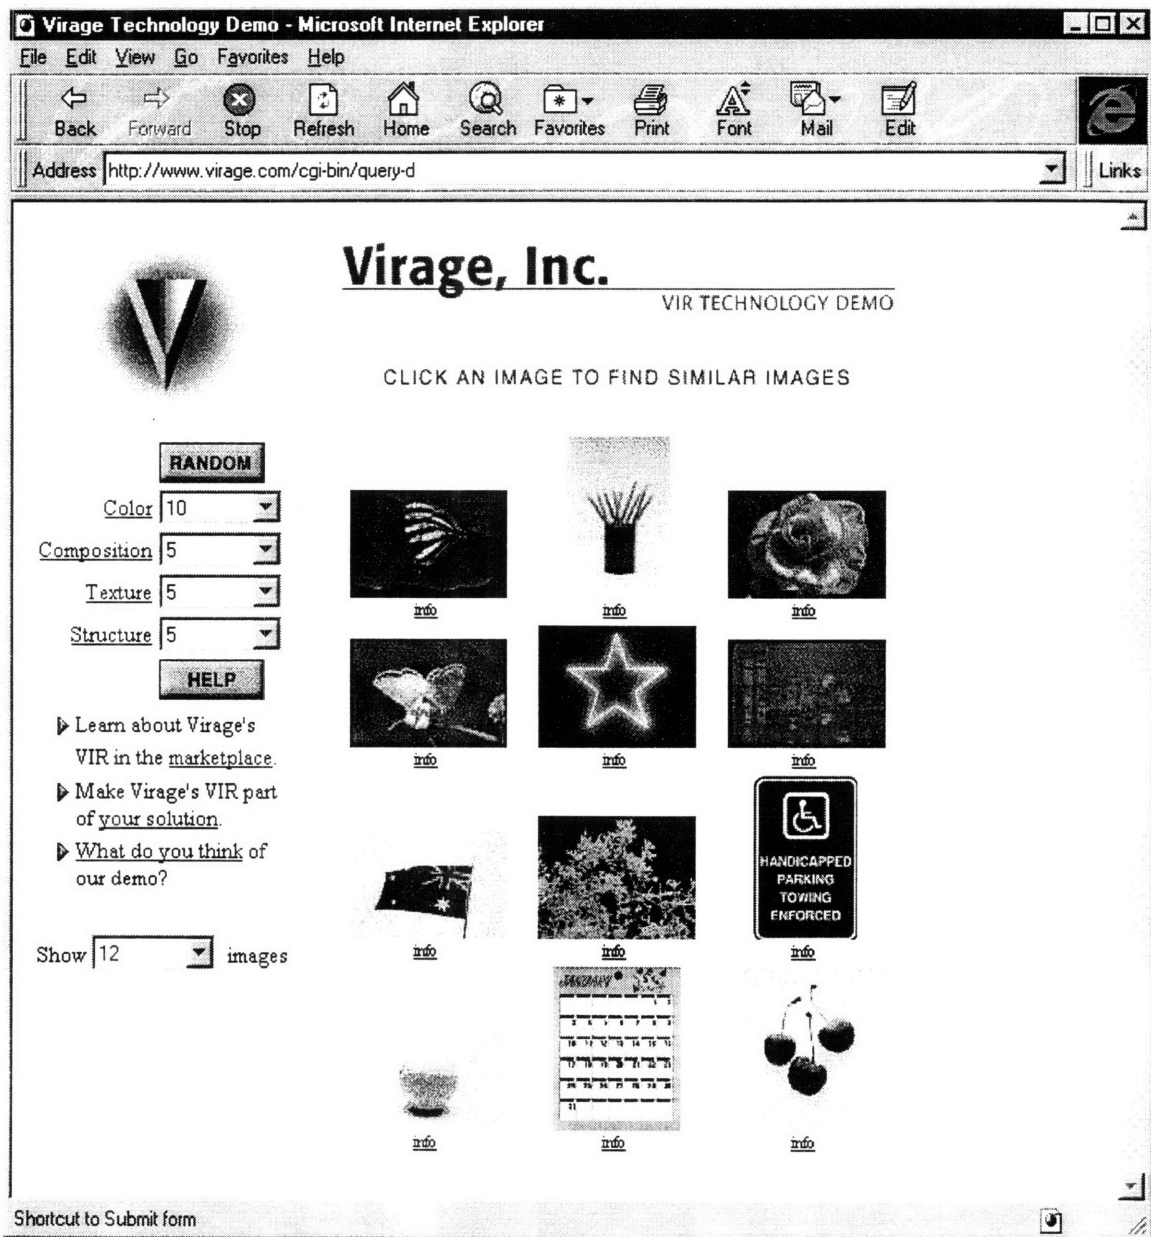 Virage Technology Demo - Microsoft Internet Explorer
File Edit View Go Favorites Help
Back Forward Stop Refresh Home Search Favorites Print Font Mail Edit
Address http://www.virage.com/cgi-bin/query-d Links
Virage, Inc.
VIR TECHNOLOGY DEMO
CLICK AN IMAGE TO FIND SIMILAR IMAGES
RANDOM
Color 10
Composition 5
Texture 5
Structure 5
HELP
Learn about Virage's
VIR in the marketplace.
Make Virage's VIR part
of your solution.
What do you think of
our demo?
Show 12 images
info info info
info info info
HANDICAPPED
PARKING
TOWING
ENFORCED
info info info
JANUARY
info info info
Shortcut to Submit form